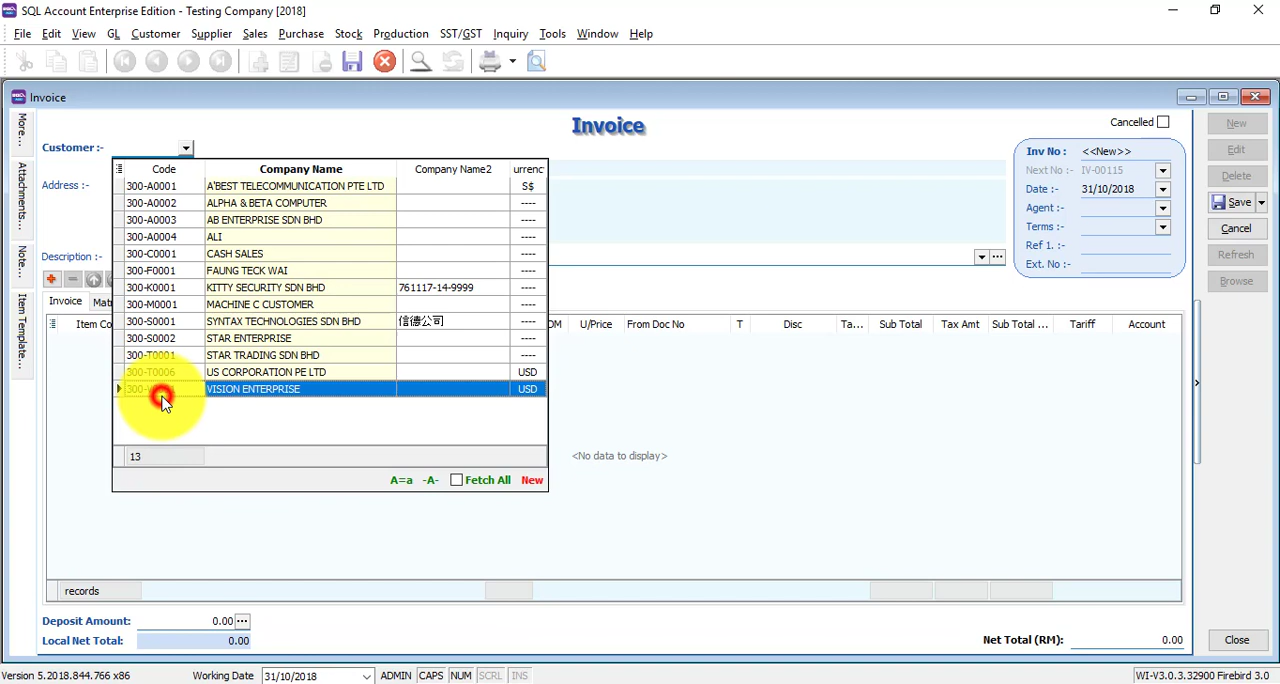 SQL Account Enterprise Edition - Testing Company [2018]
File Edit View GL Customer Supplier Sales Purchase Stock Production SST/GST Inquiry Tools Window Help
Invoice
More...
Attachments...
Note...
Item Template...
Invoice
Cancelled
Customer :-
Address :-
Description :-
Code Company Name Company Name2 urrenc
300-A0001 A'BEST TELECOMMUNICATION PTE LTD S$
300-A0002 ALPHA & BETA COMPUTER ----
300-A0003 AB ENTERPRISE SDN BHD ----
300-A0004 ALI ----
300-C0001 CASH SALES ----
300-F0001 FAUNG TECK WAI ----
300-K0001 KITTY SECURITY SDN BHD 761117-14-9999 ----
300-M0001 MACHINE C CUSTOMER ----
300-S0001 SYNTAX TECHNOLOGIES SDN BHD 信德公司 ----
300-S0002 STAR ENTERPRISE ----
300-T0001 STAR TRADING SDN BHD ----
300-T0006 US CORPORATION PE LTD USD
VISION ENTERPRISE USD
13
A=a -A- Fetch All New
Inv No : <<New>>
Next No :- IV-00115
Date :- 31/10/2018
Agent :-
Terms :-
Ref 1. :-
Ext. No :-
New
Edit
Delete
Save
Cancel
Refresh
Browse
Invoice Mat
Item Co OM U/Price From Doc No T Disc Ta... Sub Total Tax Amt Sub Total ... Tariff Account
<No data to display>
records
Deposit Amount: 0.00
Local Net Total: 0.00
Net Total (RM): 0.00
Close
Version 5.2018.844.766 x86 Working Date 31/10/2018 ADMIN CAPS NUM SCRL INS WI-V3.0.3.32900 Firebird 3.0